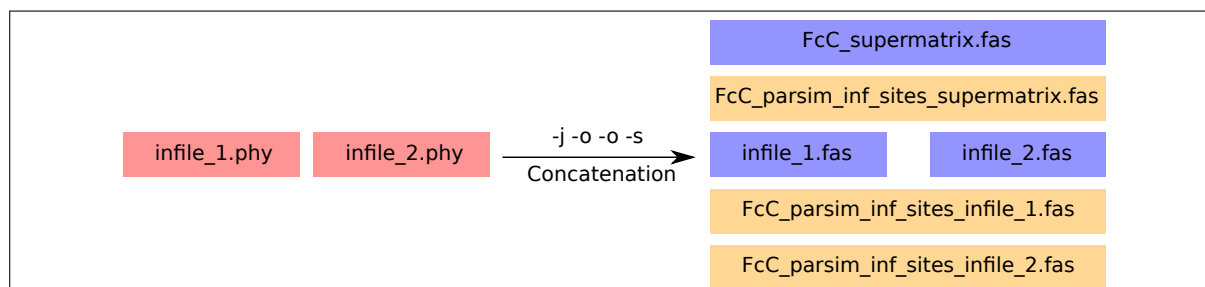 FcC_supermatrix.fas
FcC_parsim_inf_sites_supermatrix.fas
infile_1.phy infile_2.phy -j -o -o -s infile_1.fas infile_2.fas
Concatenation
FcC_parsim_inf_sites_infile_1.fas
FcC_parsim_inf_sites_infile_2.fas